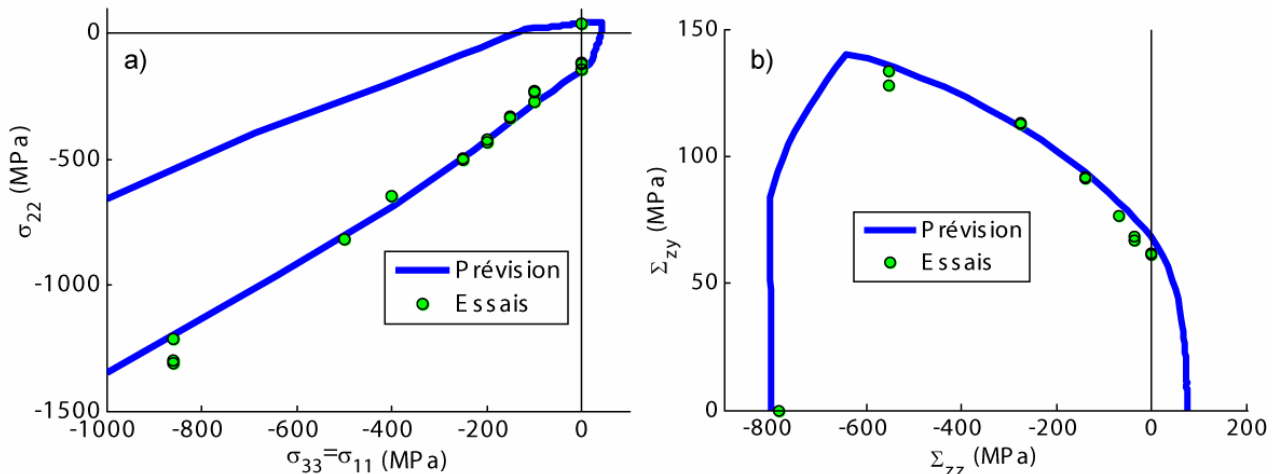 a)
0
-500
-1000
-1500
σ22 (MPa)
-1000 -800 -600 -400 -200 0
σ33=σ11 (MPa)
Prévision
Essais
b)
150
100
50
0
Σzy (MPa)
-800 -600 -400 -200 0 200
Σzz (MPa)
Prévision
Essais